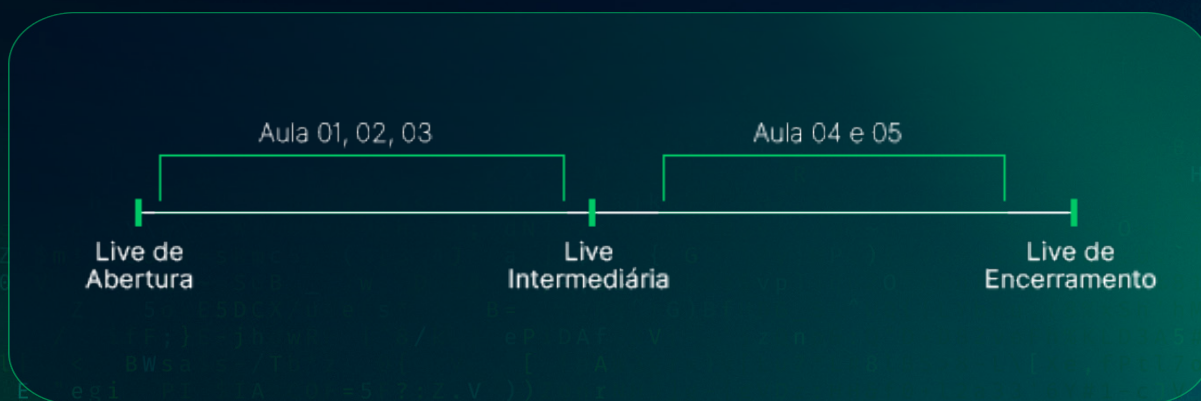 Aula 01, 02, 03
Aula 04 e 05
Live de
Abertura
Live
Intermediária
Live de
Encerramento